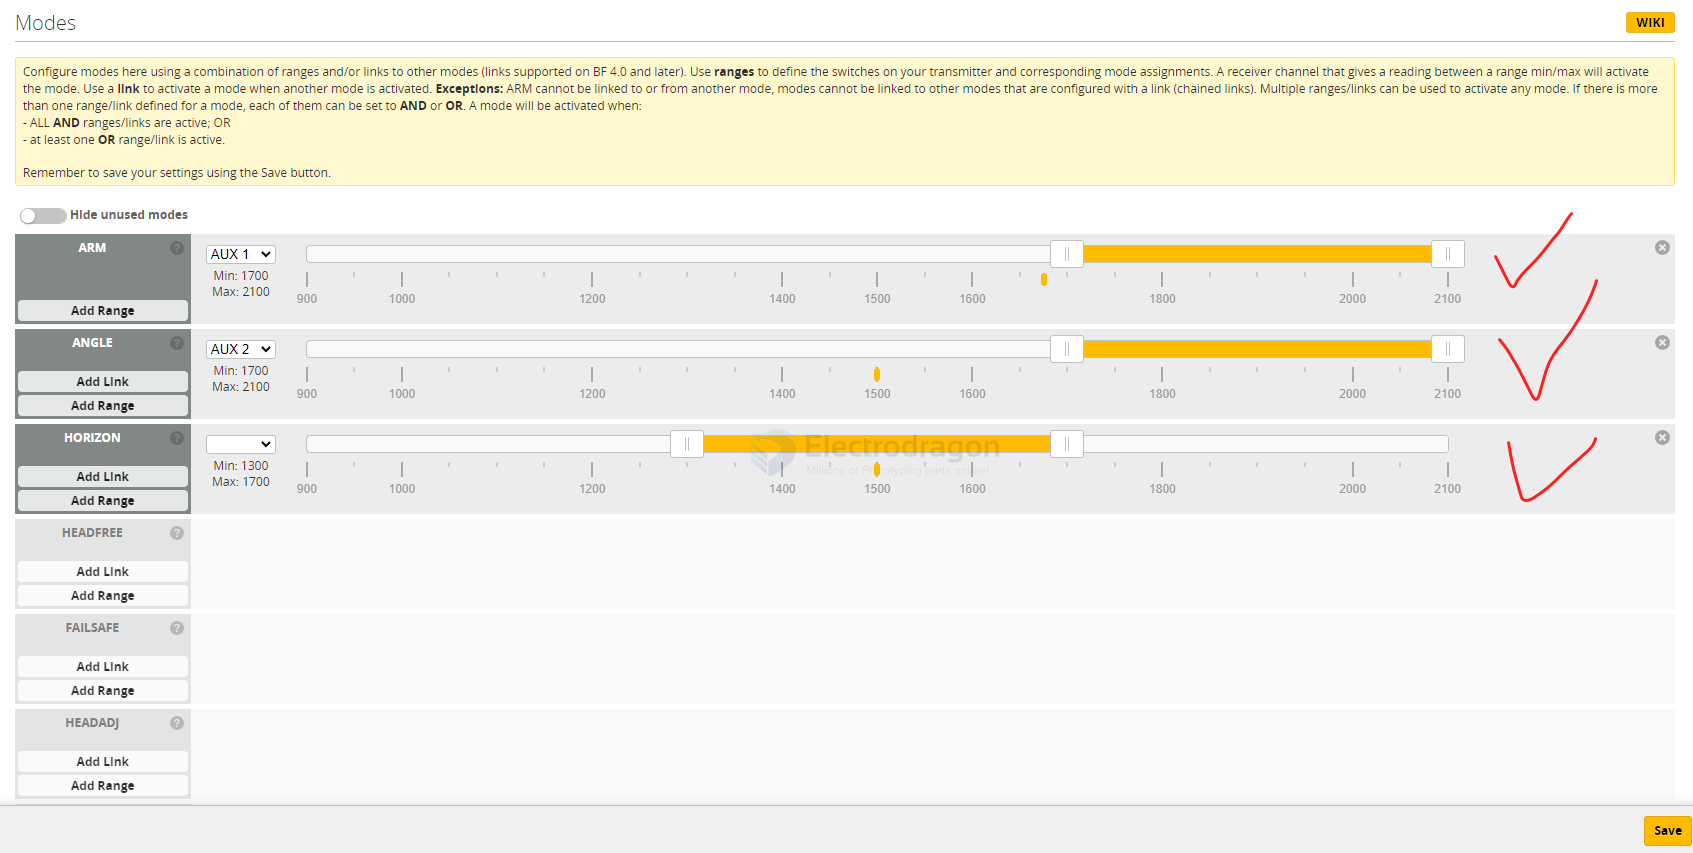 Modes
WIKI
Configure modes here using a combination of ranges and/or links to other modes (links supported on BF 4.0 and later). Use ranges to define the switches on your transmitter and corresponding mode assignments. A receiver channel that gives a reading between a range min/max will activate
the mode. Use a link to activate a mode when another mode is activated. Exceptions: ARM cannot be linked to or from another mode, modes cannot be linked to other modes that are configured with a link (chained links). Multiple ranges/links can be used to activate any mode. If there is more
than one range/link defined for a mode, each of them can be set to AND or OR. A mode will be activated when:
- ALL AND ranges/links are active; OR
- at least one OR range/link is active.
Remember to save your settings using the Save button.
Hide unused modes
ARM
Add Range
AUX 1
Min: 1700
Max: 2100
900 1000 1200 1400 1500 1600 1800 2000 2100
ANGLE
Add Link
Add Range
AUX 2
Min: 1700
Max: 2100
900 1000 1200 1400 1500 1600 1800 2000 2100
HORIZON
Add Link
Add Range
Min: 1300
Max: 1700
Electrodragon
Millions of Prototyping parts online!
900 1000 1200 1400 1500 1600 1800 2000 2100
HEADFREE
Add Link
Add Range
FAILSAFE
Add Link
Add Range
HEADADJ
Add Link
Add Range
Save